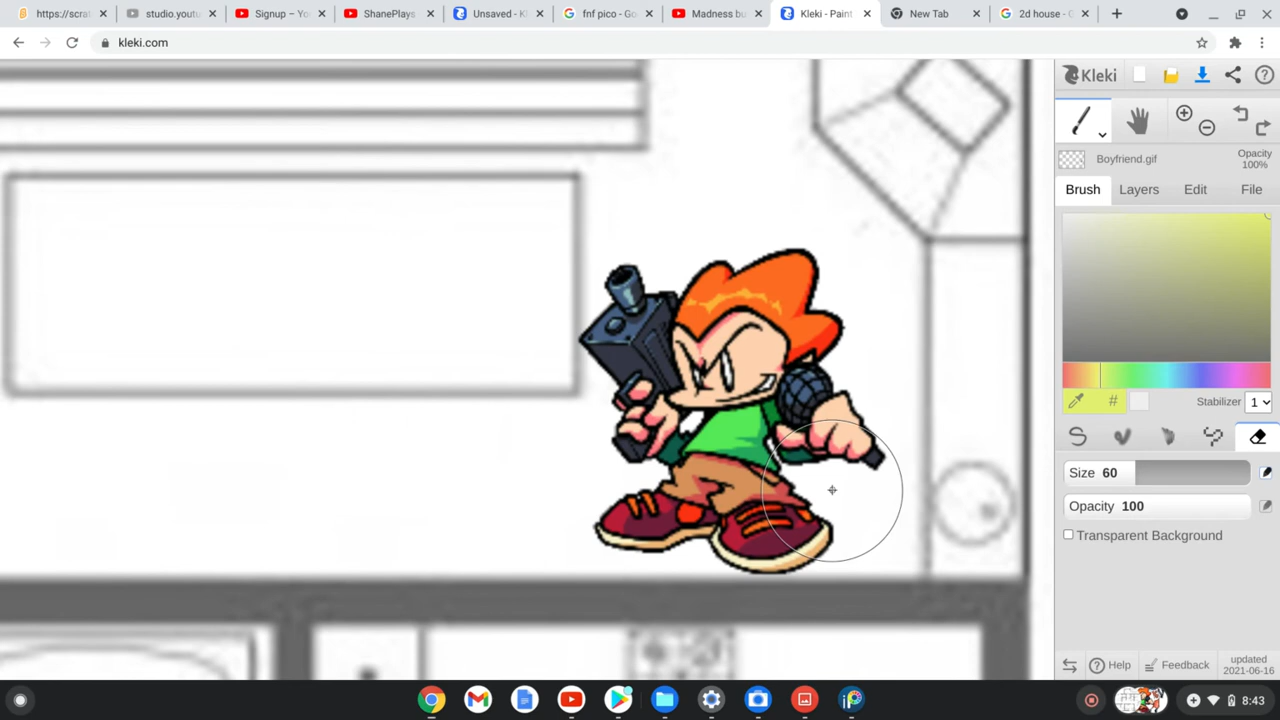 https://scrat
studio.youtu
Signup – Yo
ShanePlaye
Unsaved - Kl
fnf pico - Go
Madness bu
Kleki - Paint
New Tab
2d house - G
kleki.com
Kleki
Boyfriend.gif
Opacity
100%
Brush Layers Edit File
#
Stabilizer 1
Size 60
Opacity 100
Transparent Background
Help
Feedback
updated
2021-06-16
8:43